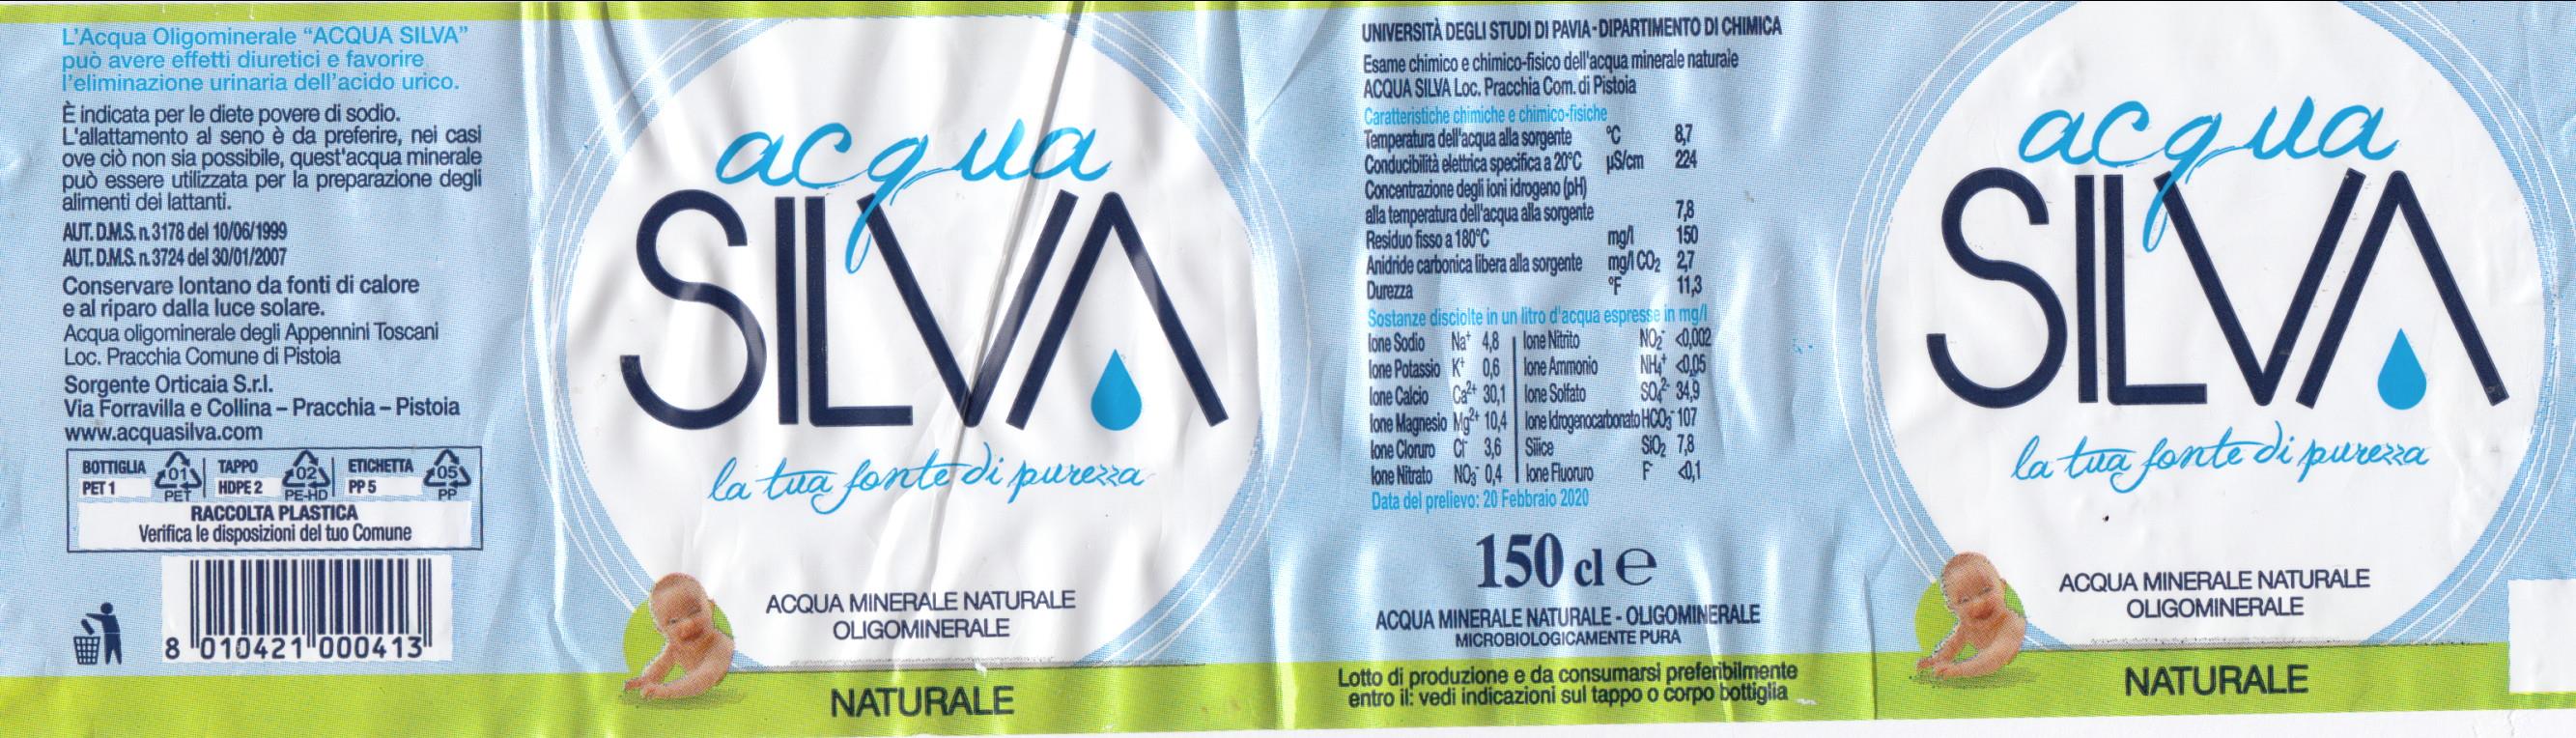 L'Acqua Oligominerale “ACQUA SILVA”
può avere effetti diuretici e favorire
l'eliminazione urinaria dell'acido urico.
È indicata per le diete povere di sodio.
L'allattamento al seno è da preferire, nei casi
ove ciò non sia possibile, quest'acqua minerale
può essere utilizzata per la preparazione degli
alimenti dei lattanti.
AUT. D.M.S. n. 3178 del 10/06/1999
AUT. D.M.S. n. 3724 del 30/01/2007
Conservare lontano da fonti di calore
e al riparo dalla luce solare.
Acqua oligominerale degli Appennini Toscani
Loc. Pracchia Comune di Pistoia
Sorgente Orticaia S.r.l.
Via Forravilla e Collina – Pracchia – Pistoia
www.acquasilva.com
BOTTIGLIA PET 1 01 PET
TAPPO HDPE 2 02 PE-HD
ETICHETTA PP 5 05 PP
RACCOLTA PLASTICA
Verifica le disposizioni del tuo Comune
8 010421 000413
acqua
SILVA
la tua fonte di purezza
ACQUA MINERALE NATURALE
OLIGOMINERALE
NATURALE
UNIVERSITÀ DEGLI STUDI DI PAVIA - DIPARTIMENTO DI CHIMICA
Esame chimico e chimico-fisico dell'acqua minerale naturale
ACQUA SILVA Loc. Pracchia Com. di Pistoia
Caratteristiche chimiche e chimico-fisiche
Temperatura dell'acqua alla sorgente °C 8,7
Conducibilità elettrica specifica a 20°C µS/cm 224
Concentrazione degli ioni idrogeno (pH)
alla temperatura dell'acqua alla sorgente 7,8
Residuo fisso a 180°C mg/l 150
Anidride carbonica libera alla sorgente mg/l CO₂ 2,7
Durezza °F 11,3
Sostanze disciolte in un litro d'acqua espresse in mg/l
Ione Sodio Na⁺ 4,8 Ione Nitrito NO₂⁻ <0,002
Ione Potassio K⁺ 0,6 Ione Ammonio NH₄⁺ <0,05
Ione Calcio Ca²⁺ 30,1 Ione Solfato SO₄²⁻ 34,9
Ione Magnesio Mg²⁺ 10,4 Ione Idrogenocarbonato HCO₃⁻ 107
Ione Cloruro Cl⁻ 3,6 Silice SiO₂ 7,8
Ione Nitrato NO₃⁻ 0,4 Ione Fluoruro F⁻ <0,1
Data del prelievo: 20 Febbraio 2020
150 cl e
ACQUA MINERALE NATURALE - OLIGOMINERALE
MICROBIOLOGICAMENTE PURA
Lotto di produzione e da consumarsi preferibilmente
entro il: vedi indicazioni sul tappo o corpo bottiglia
acqua
SILVA
la tua fonte di purezza
ACQUA MINERALE NATURALE
OLIGOMINERALE
NATURALE